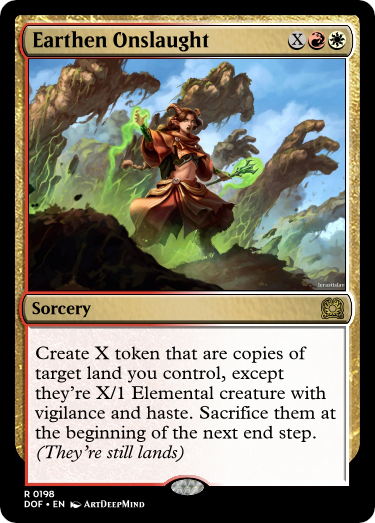 Earthen Onslaught
X
Sorcery
Create X token that are copies of
target land you control, except
they're X/1 Elemental creature with
vigilance and haste. Sacrifice them at
the beginning of the next end step.
(They're still lands)
R 0198
DOF • EN ArtDeepMind